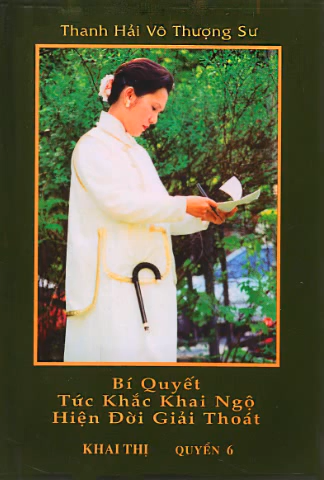 Thanh Hải Vô Thượng Sư
Bí Quyết
Tức Khắc Khai Ngộ
Hiện Đời Giải Thoát
KHAI THỊ QUYỂN 6